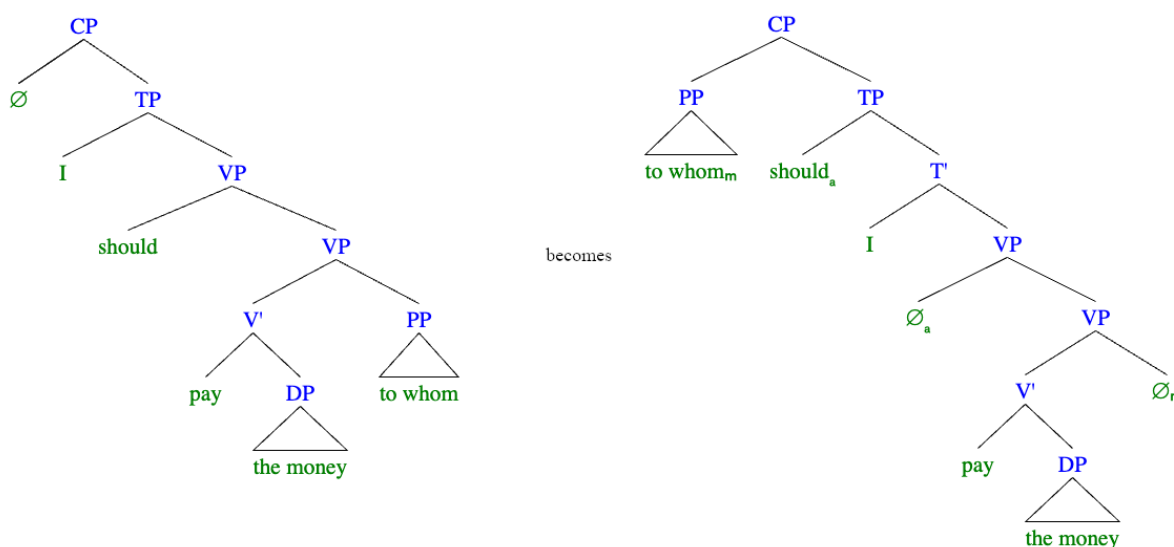 CP
CP
Ø
TP
PP
TP
I
VP
to whomₘ
shouldₐ
T'
should
VP
becomes
I
VP
V'
PP
Øₐ
VP
pay
DP
to whom
V'
Ø
the money
pay
DP
the money